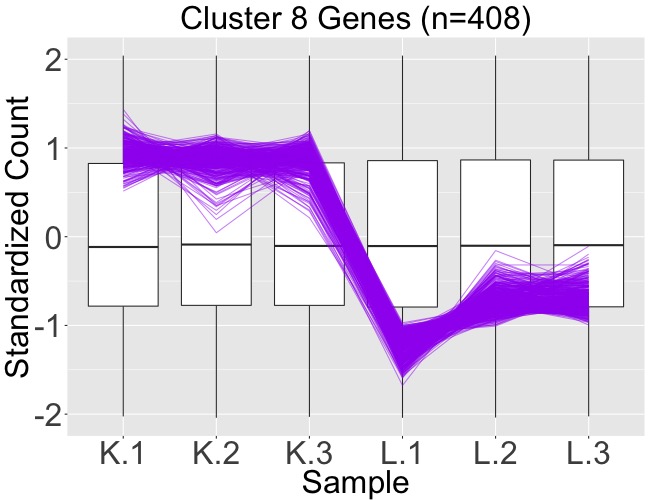 Cluster 8 Genes (n=408)
Standardized Count
2
1
0
-1
-2
K.1 K.2 K.3 L.1 L.2 L.3
Sample